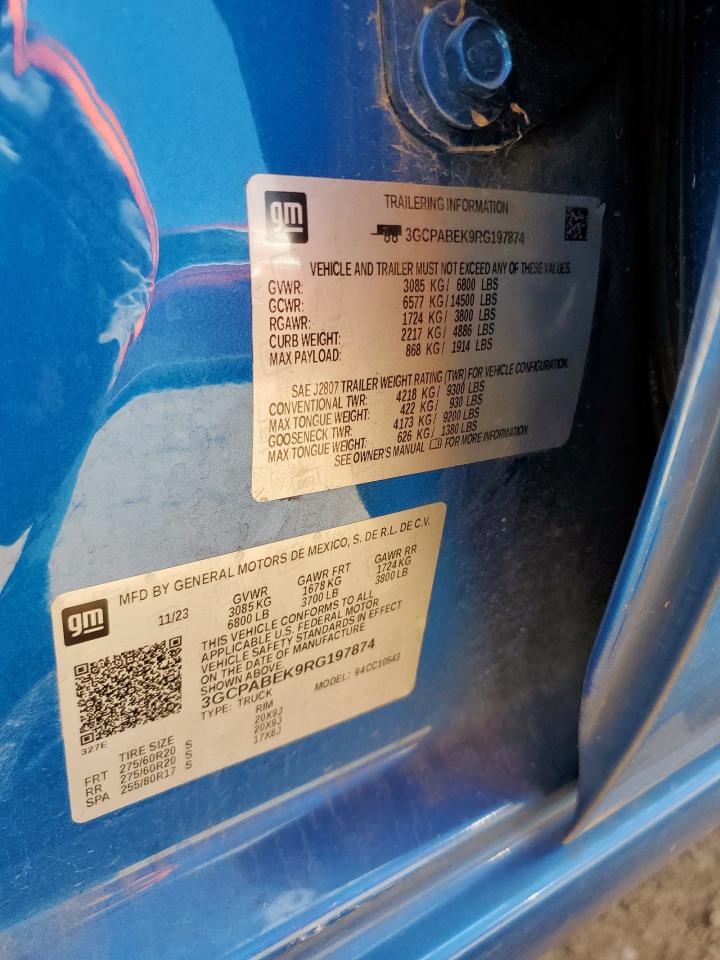 gm
TRAILERING INFORMATION
3GCPABEK9RG197874
VEHICLE AND TRAILER MUST NOT EXCEED ANY OF THESE VALUES.
GVWR: 3085 KG/ 6800 LBS
GCWR: 6577 KG/ 14500 LBS
RGAWR: 1724 KG/ 3800 LBS
CURB WEIGHT: 2217 KG/ 4886 LBS
MAX PAYLOAD: 868 KG/ 1914 LBS
SAE J2807 TRAILER WEIGHT RATING (TWR) FOR VEHICLE CONFIGURATION.
CONVENTIONAL TWR: 4218 KG/ 9300 LBS
MAX TONGUE WEIGHT: 422 KG/ 930 LBS
GOOSENECK TWR: 4173 KG/ 9200 LBS
MAX TONGUE WEIGHT: 626 KG/ 1380 LBS
SEE OWNER'S MANUAL FOR MORE INFORMATION
gm
MFD BY GENERAL MOTORS DE MEXICO, S. DE R.L. DE C.V.
11/23 GVWR GAWR FRT GAWR RR
3085 KG 1678 KG 1724 KG
6800 LB 3700 LB 3800 LB
THIS VEHICLE CONFORMS TO ALL
APPLICABLE U.S. FEDERAL MOTOR
VEHICLE SAFETY STANDARDS IN EFFECT
ON THE DATE OF MANUFACTURE
SHOWN ABOVE.
3GCPABEK9RG197874
TYPE: TRUCK MODEL: 94CC10543
327E
TIRE SIZE RIM
FRT 275/60R20 S 20X9J
RR 275/60R20 S 20X9J
SPA 255/80R17 S 17X8J